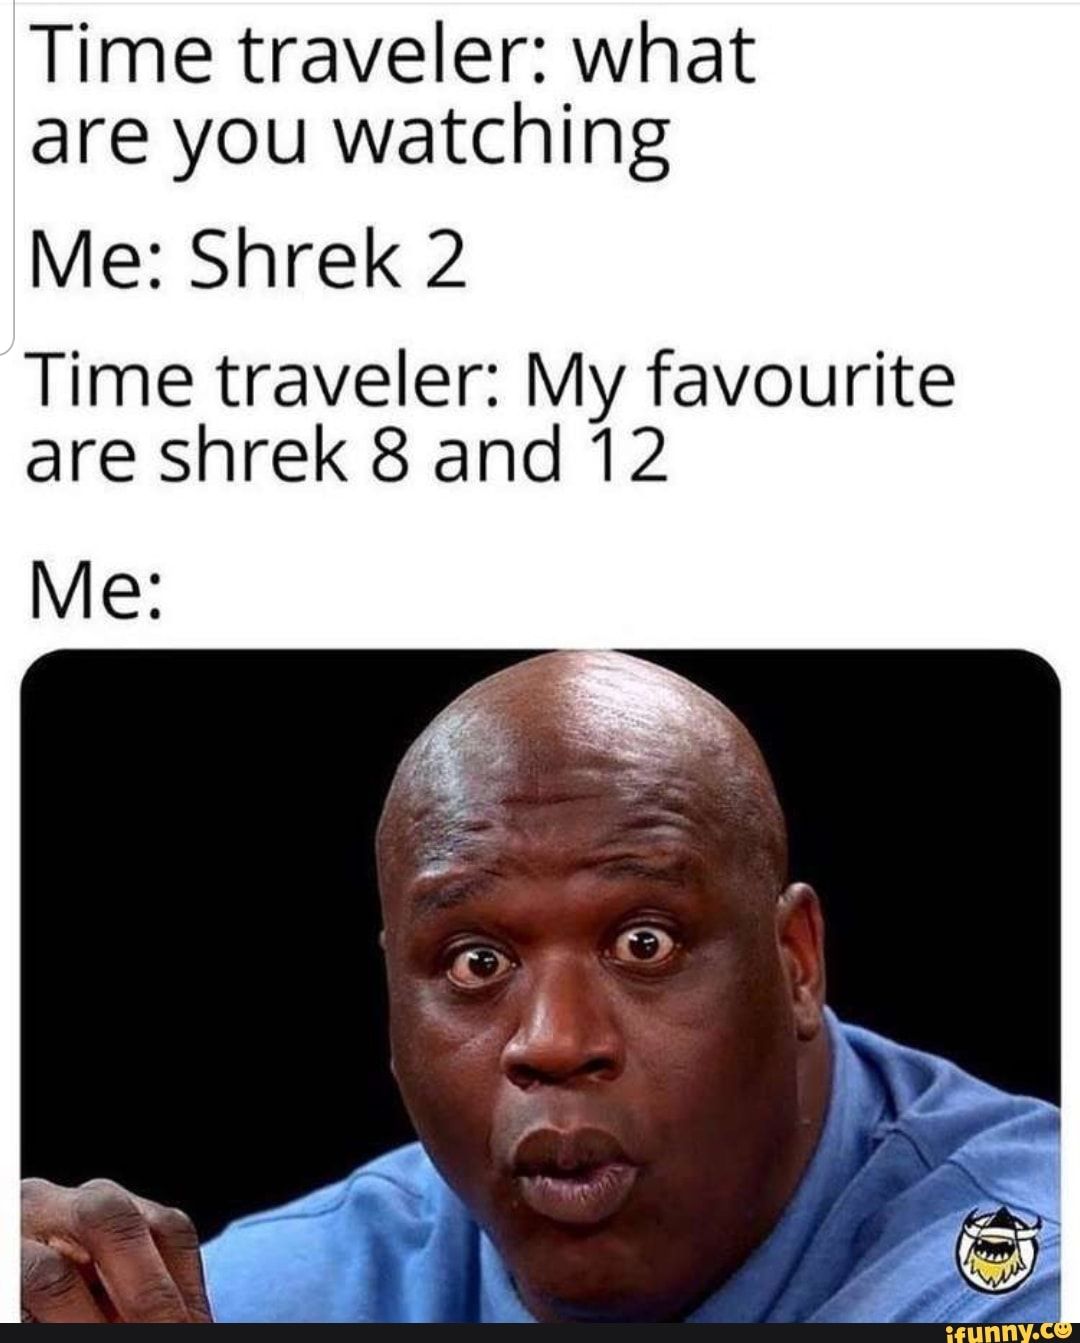 Time traveler: what
are you watching
Me: Shrek 2
Time traveler: My favourite
are shrek 8 and 12
Me:
ifunny.co